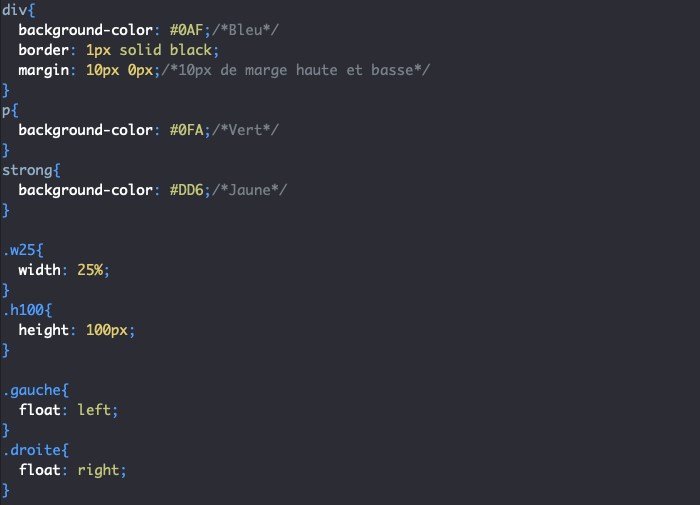 div{
  background-color: #0AF;/*Bleu*/
  border: 1px solid black;
  margin: 10px 0px;/*10px de marge haute et basse*/
}
p{
  background-color: #0FA;/*Vert*/
}
strong{
  background-color: #DD6;/*Jaune*/
}

.w25{
  width: 25%;
}
.h100{
  height: 100px;
}

.gauche{
  float: left;
}
.droite{
  float: right;
}